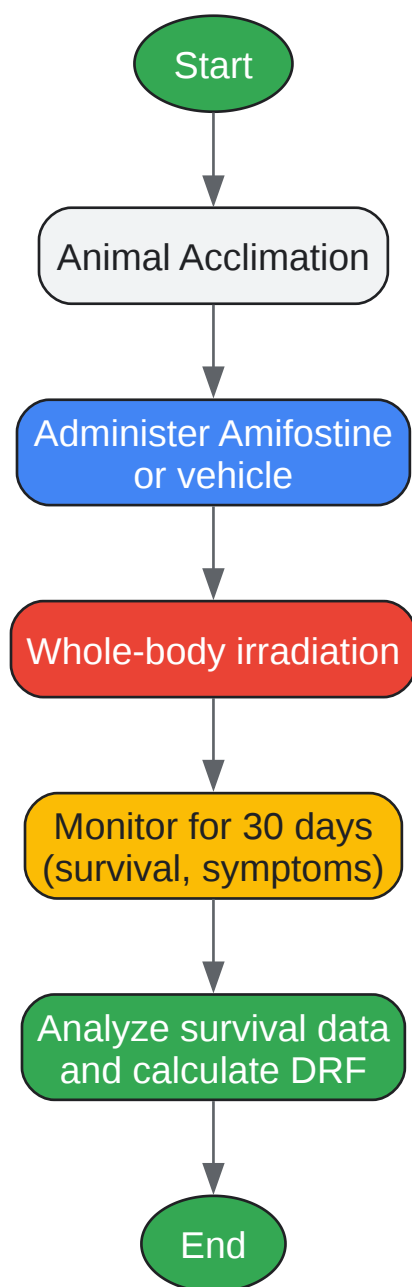 Start
Animal Acclimation
Administer Amifostine
or vehicle
Whole-body irradiation
Monitor for 30 days
(survival, symptoms)
Analyze survival data
and calculate DRF
End